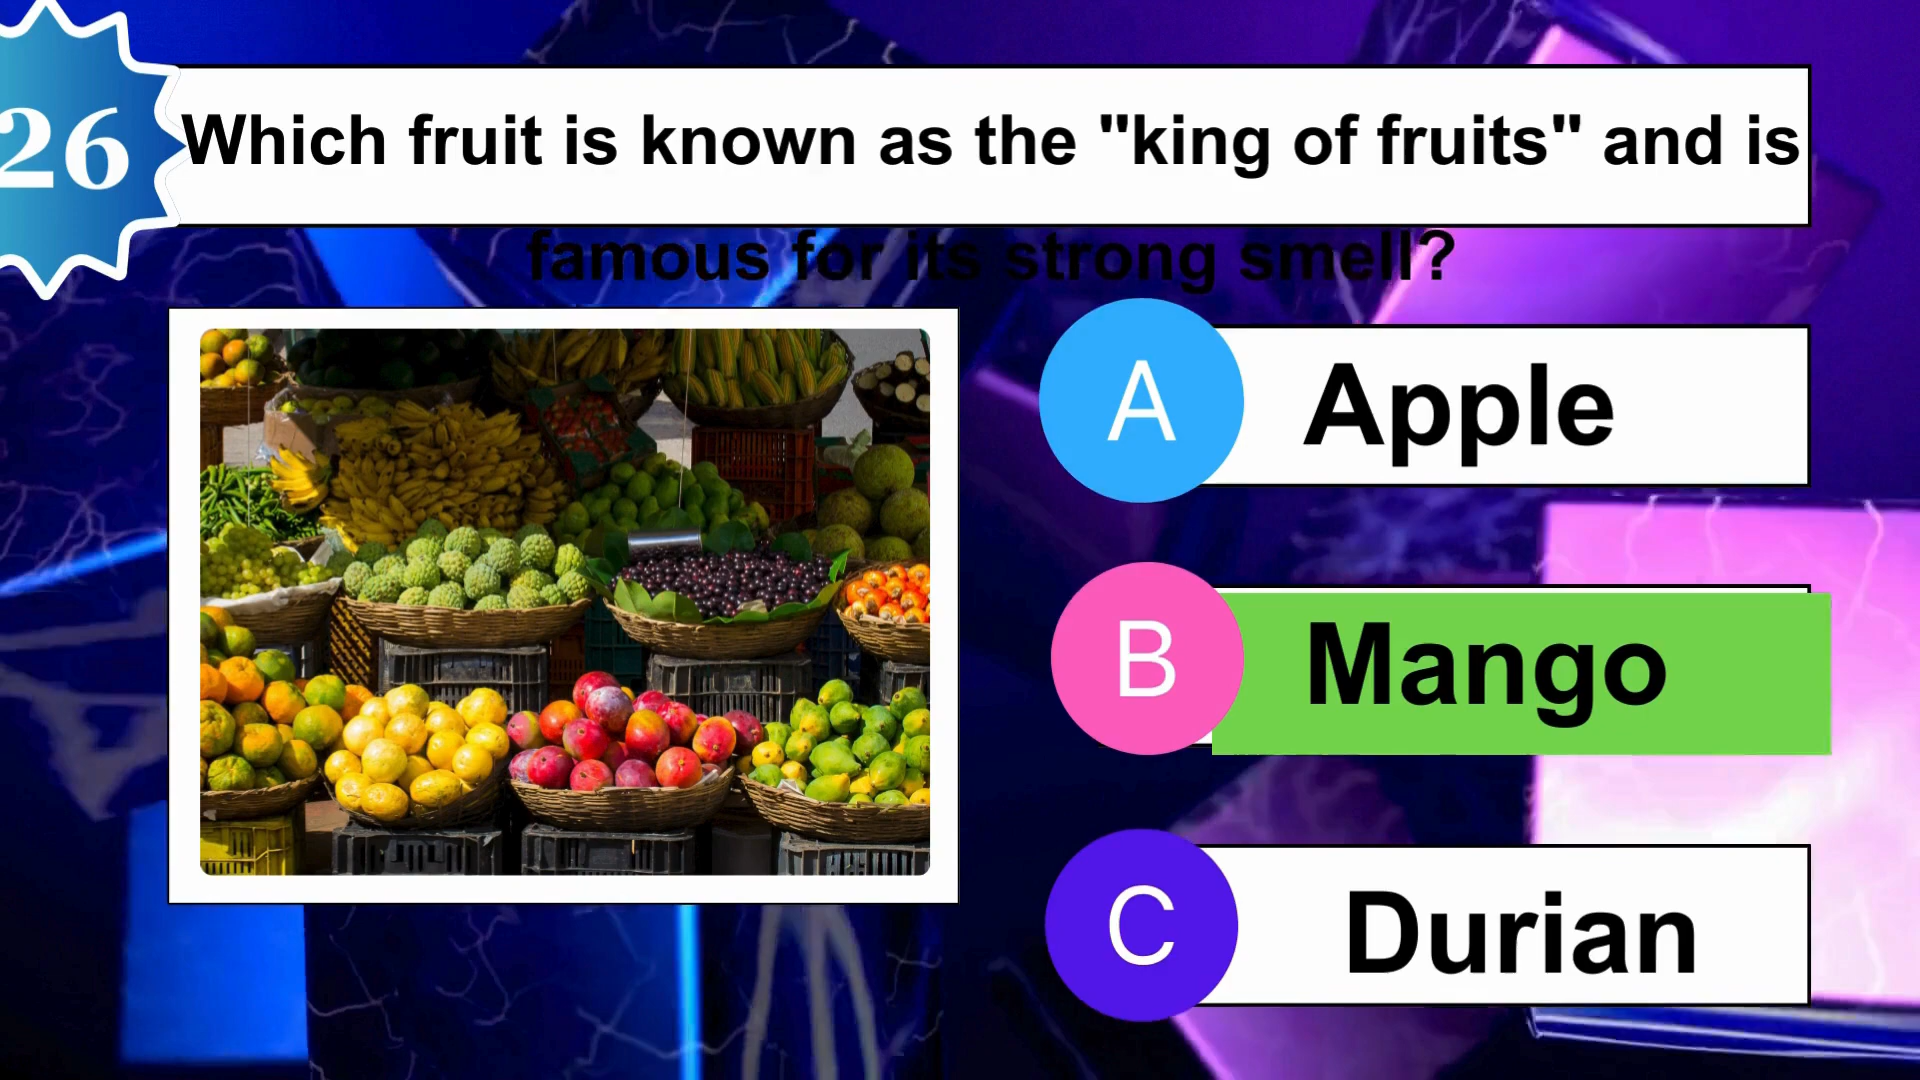 26
Which fruit is known as the "king of fruits" and is
famous for its strong smell?
A Apple
B Mango
C Durian